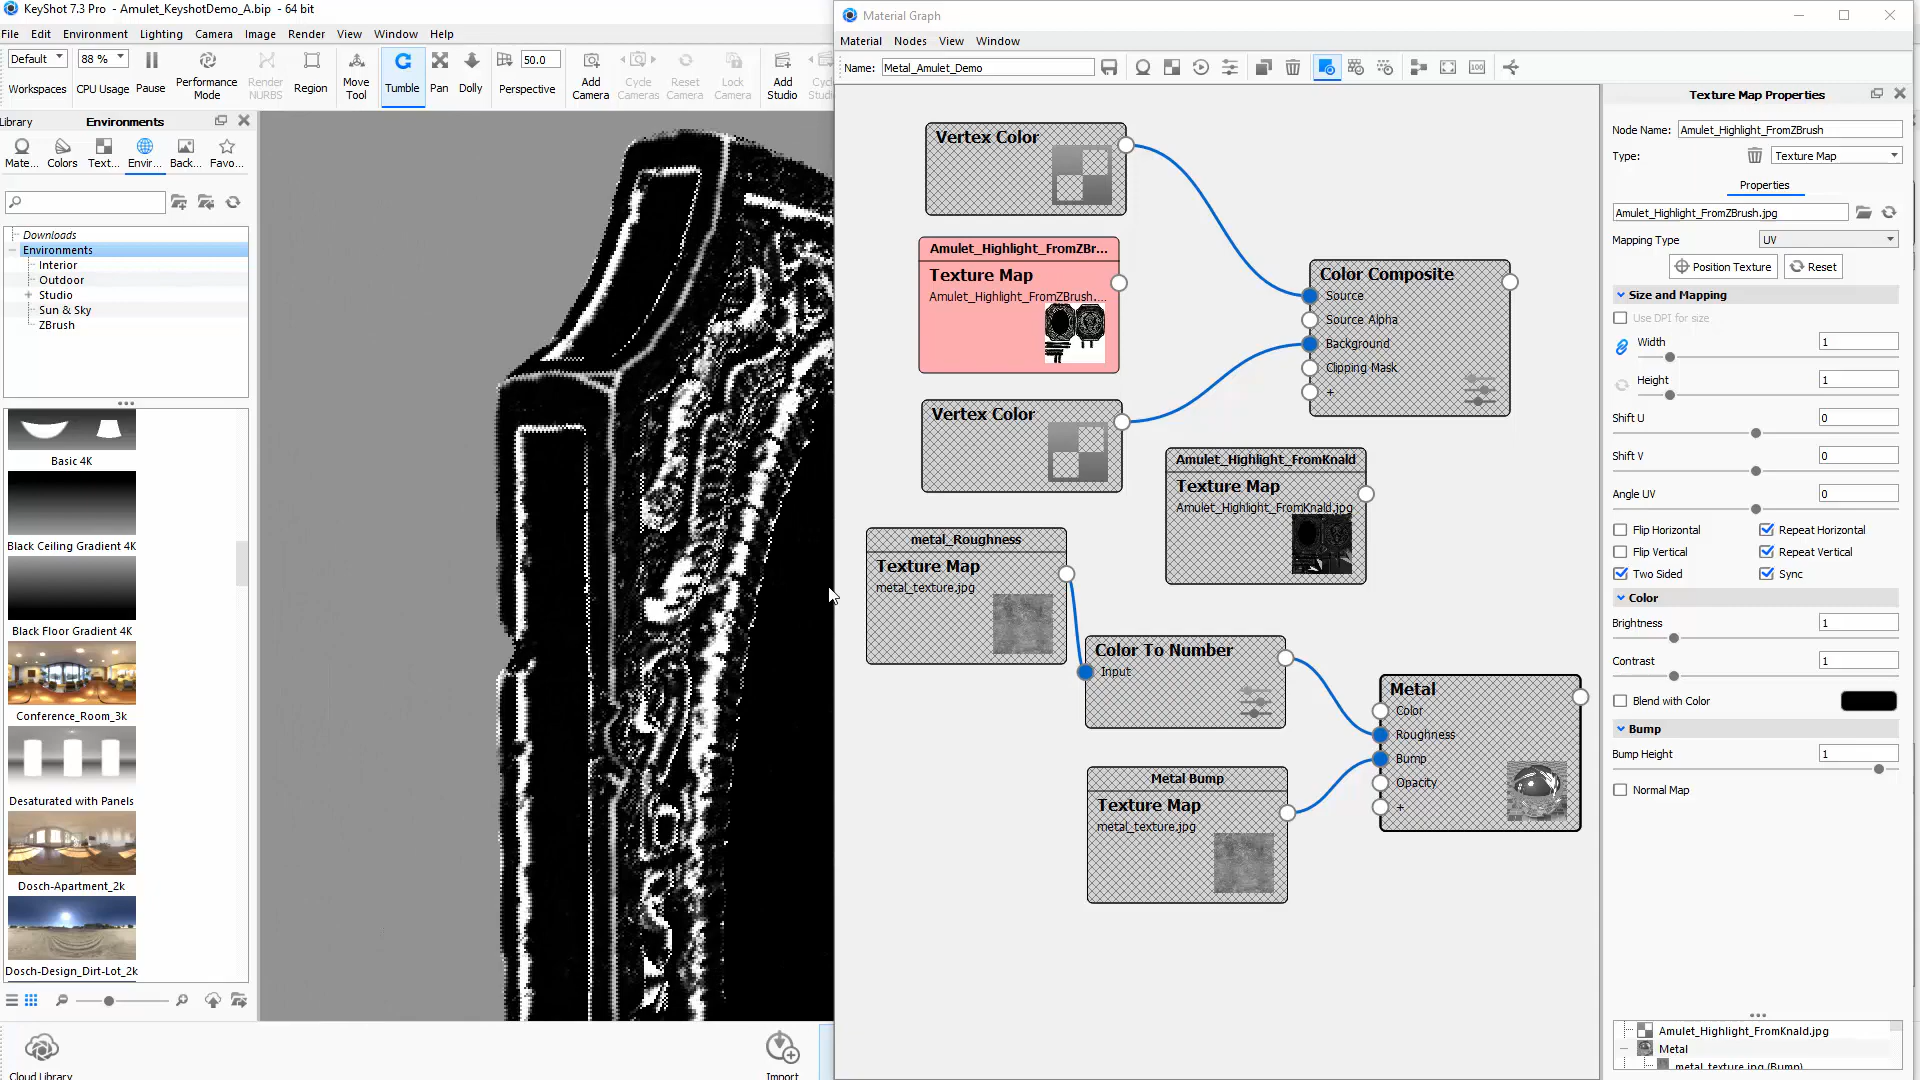 KeyShot 7.3 Pro - Amulet_KeyshotDemo_A.bip - 64 bit
File Edit Environment Lighting Camera Image Render View Window Help
Default
88 %
50.0
Workspaces
CPU Usage
Pause
Performance Mode
Render NURBS
Region
Move Tool
Tumble
Pan
Dolly
Perspective
Add Camera
Cycle Cameras
Reset Camera
Lock Camera
Add Studio
Library
Environments
Mate...
Colors
Text...
Envir...
Back...
Favo...
Downloads
Environments
Interior
Outdoor
Studio
Sun & Sky
ZBrush
Basic 4K
Black Ceiling Gradient 4K
Black Floor Gradient 4K
Conference_Room_3k
Desaturated with Panels
Dosch-Apartment_2k
Dosch-Design_Dirt-Lot_2k
Cloud Library
Import
Material Graph
Material Nodes View Window
Name: Metal_Amulet_Demo
100
Vertex Color
Amulet_Highlight_FromZBr...
Texture Map
Amulet_Highlight_FromZBrush....
Vertex Color
Color Composite
Source
Source Alpha
Background
Clipping Mask
+
Amulet_Highlight_FromKnald
Texture Map
Amulet_Highlight_FromKnald.jpg
metal_Roughness
Texture Map
metal_texture.jpg
Color To Number
Input
Metal Bump
Texture Map
metal_texture.jpg
Metal
Color
Roughness
Bump
Opacity
+
Texture Map Properties
Node Name: Amulet_Highlight_FromZBrush
Type: Texture Map
Properties
Amulet_Highlight_FromZBrush.jpg
Mapping Type UV
Position Texture Reset
Size and Mapping
Use DPI for size
Width 1
Height 1
Shift U 0
Shift V 0
Angle UV 0
Flip Horizontal Repeat Horizontal
Flip Vertical Repeat Vertical
Two Sided Sync
Color
Brightness 1
Contrast 1
Blend with Color
Bump
Bump Height 1
Normal Map
Amulet_Highlight_FromKnald.jpg
Metal
metal_texture.jpg (Bump)